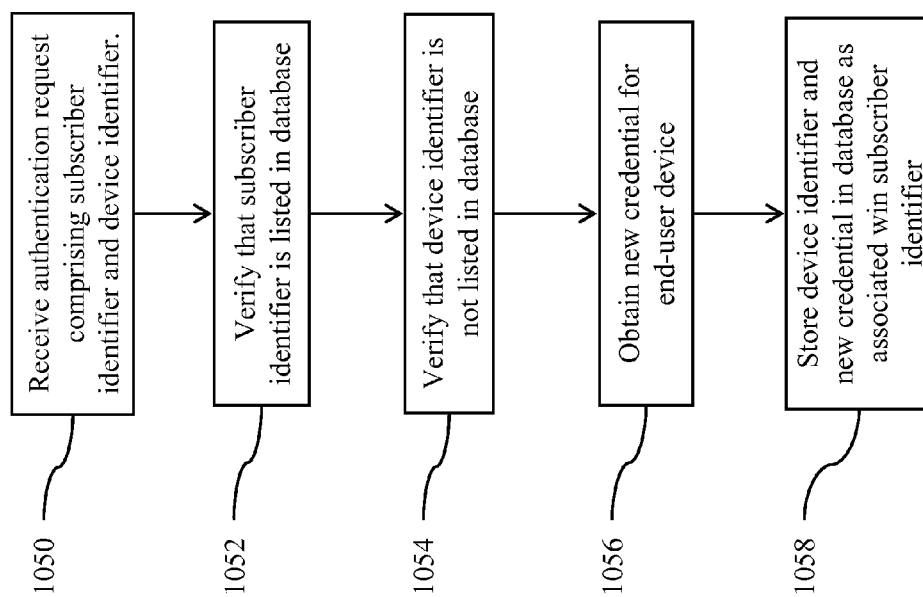 1050
Receive authentication request
comprising subscriber
identifier and device identifier.
1052
Verify that subscriber
identifier is listed in database
1054
Verify that device identifier is
not listed in database
1056
Obtain new credential for
end-user device
1058
Store device identifier and
new credential in database as
associated win subscriber
identifier